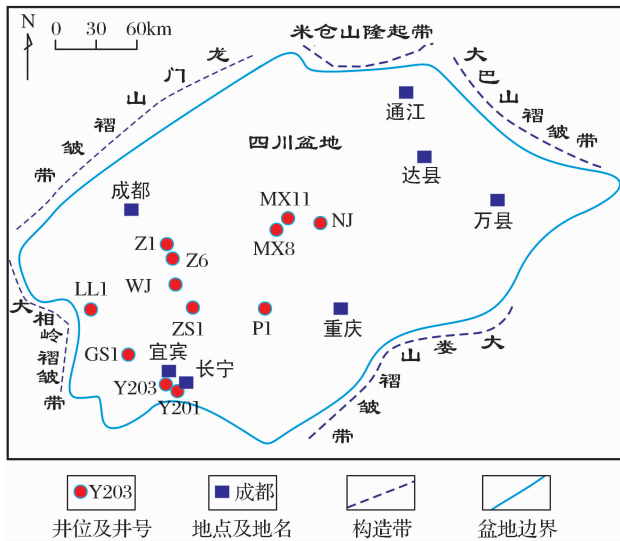 N
0 30 60km
米仓山隆起带
龙门山褶皱带
大巴山褶皱带
通江
四川盆地
达县
成都
万县
MX11
NJ
MX8
Z1
Z6
WJ
LL1
ZS1
P1
重庆
大相岭褶皱带
GS1
宜宾
长宁
Y203
Y201
大娄山褶皱带
Y203
成都
井位及井号
地点及地名
构造带
盆地边界